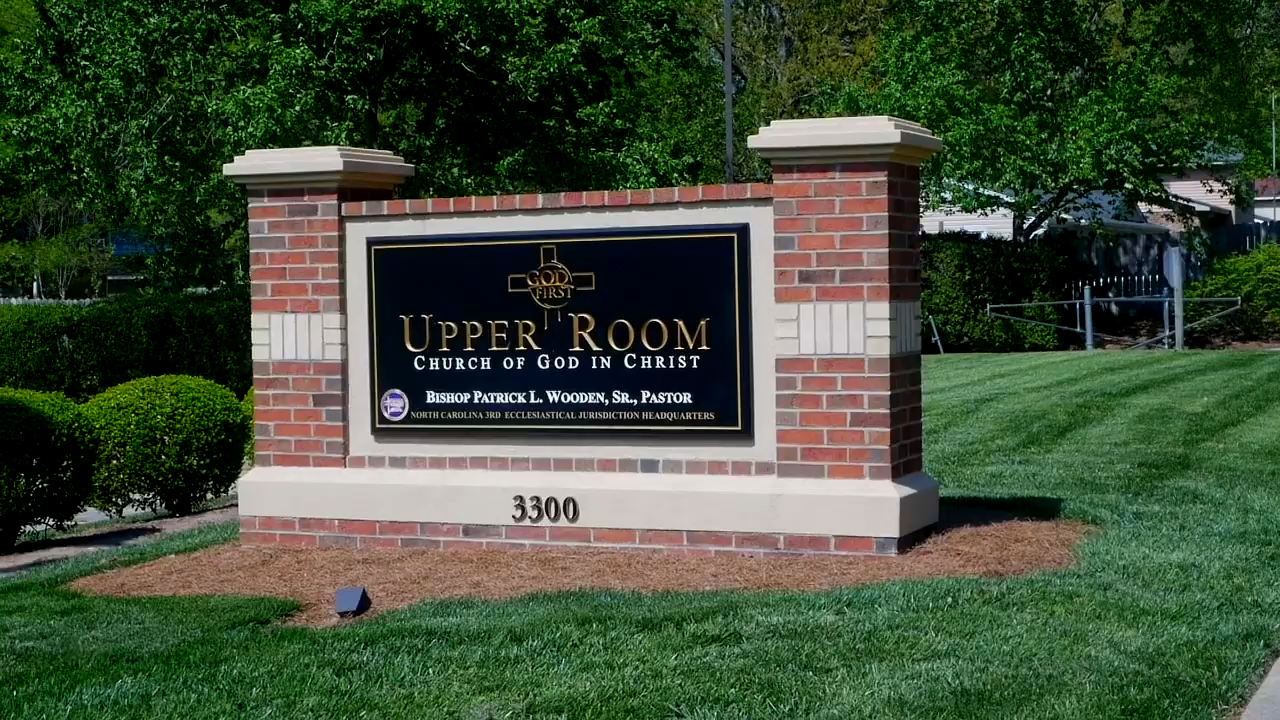 GOD
FIRST
UPPER ROOM
CHURCH OF GOD IN CHRIST
BISHOP PATRICK L. WOODEN, SR., PASTOR
NORTH CAROLINA 3RD ECCLESIASTICAL JURISDICTION HEADQUARTERS
3300